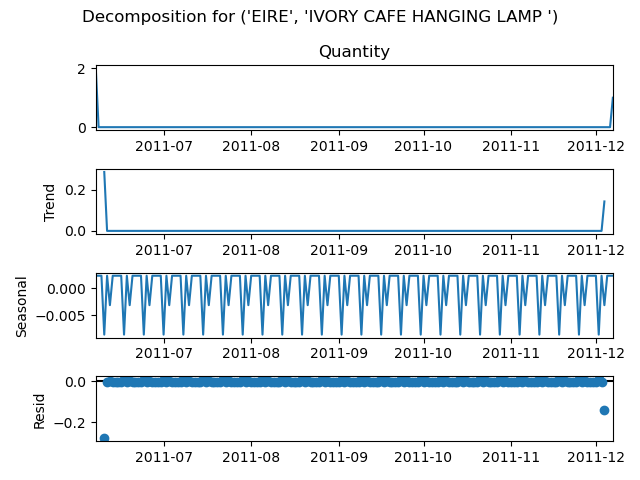 Decomposition for ('EIRE', 'IVORY CAFE HANGING LAMP ')
Quantity
2
0
2011-07 2011-08 2011-09 2011-10 2011-11 2011-12
Trend
0.2
0.0
2011-07 2011-08 2011-09 2011-10 2011-11 2011-12
Seasonal
0.000
−0.005
2011-07 2011-08 2011-09 2011-10 2011-11 2011-12
Resid
0.0
−0.2
2011-07 2011-08 2011-09 2011-10 2011-11 2011-12